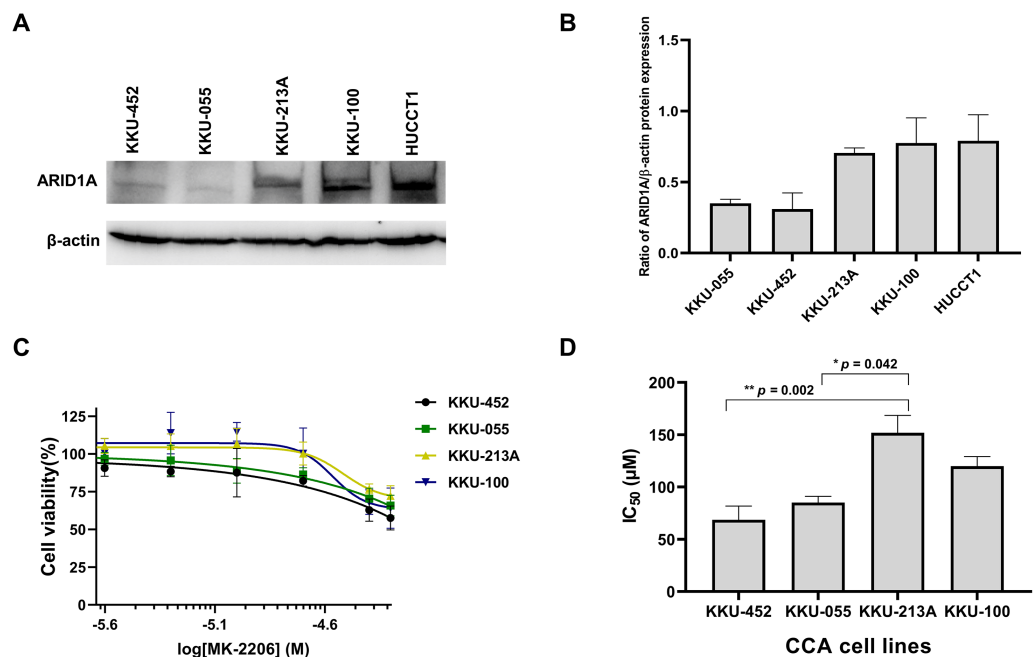 A
KKU-452
KKU-055
KKU-213A
KKU-100
HUCCT1
ARID1A
β-actin
B
Ratio of ARID1A/β-actin protein expression
1.5
1.0
0.5
0.0
KKU-055
KKU-452
KKU-213A
KKU-100
HUCCT1
C
Cell viability(%)
125
100
75
50
25
0
-5.6
-5.1
-4.6
log[MK-2206] (M)
KKU-452
KKU-055
KKU-213A
KKU-100
D
* p = 0.042
** p = 0.002
IC50 (µM)
200
150
100
50
0
KKU-452
KKU-055
KKU-213A
KKU-100
CCA cell lines